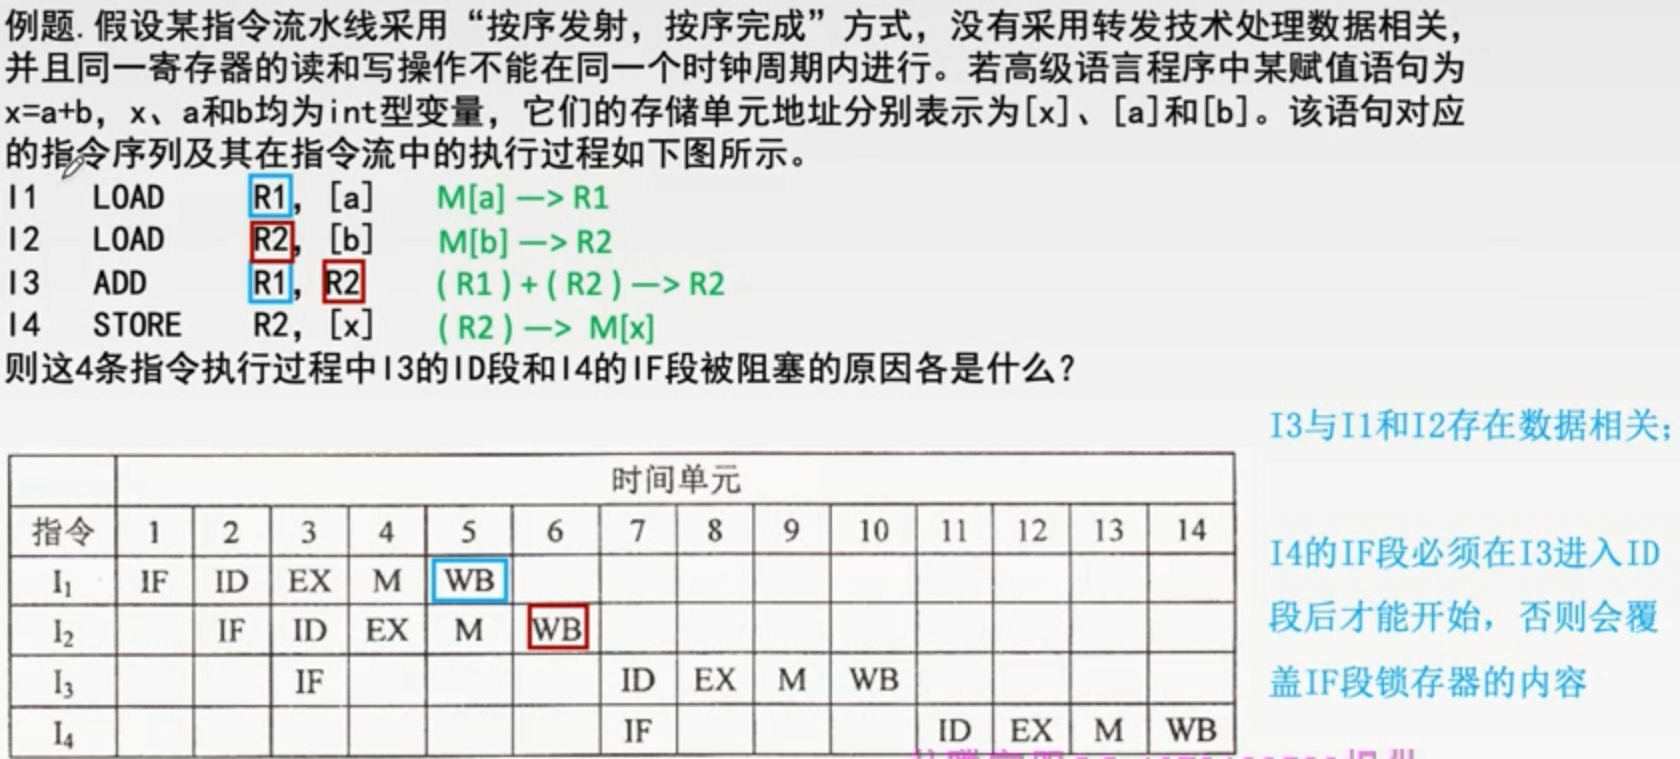 例题.假设某指令流水线采用“按序发射，按序完成”方式，没有采用转发技术处理数据相关，
并且同一寄存器的读和写操作不能在同一个时钟周期内进行。若高级语言程序中某赋值语句为
x=a+b，x、a和b均为int型变量，它们的存储单元地址分别表示为[x]、[a]和[b]。该语句对应
的指令序列及其在指令流中的执行过程如下图所示。
I1 LOAD R1, [a] M[a] —> R1
I2 LOAD R2, [b] M[b] —> R2
I3 ADD R1, R2 ( R1 ) + ( R2 ) —> R2
I4 STORE R2, [x] ( R2 ) —> M[x]
则这4条指令执行过程中I3的ID段和I4的IF段被阻塞的原因各是什么？
I3与I1和I2存在数据相关；
I4的IF段必须在I3进入ID
段后才能开始，否则会覆
盖IF段锁存器的内容
时间单元
指令 1 2 3 4 5 6 7 8 9 10 11 12 13 14
I₁ IF ID EX M WB
I₂ IF ID EX M WB
I₃ IF ID EX M WB
I₄ IF ID EX M WB